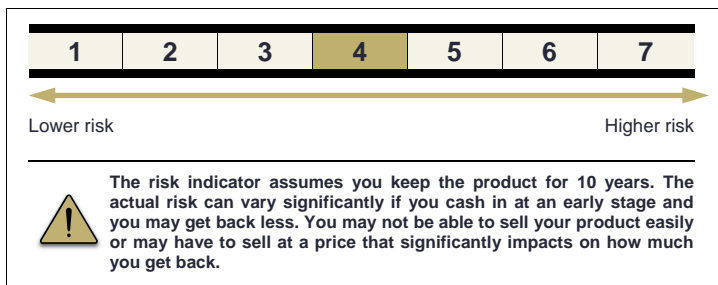 1 2 3 4 5 6 7
Lower risk Higher risk
The risk indicator assumes you keep the product for 10 years. The
actual risk can vary significantly if you cash in at an early stage and
you may get back less. You may not be able to sell your product easily
or may have to sell at a price that significantly impacts on how much
you get back.